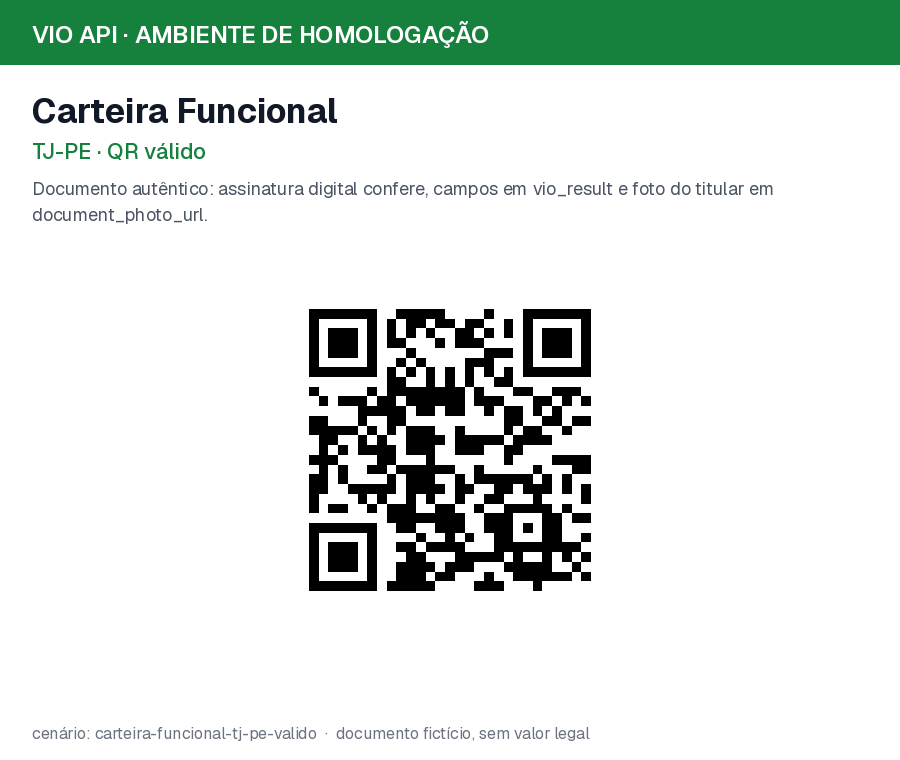 VIO API · AMBIENTE DE HOMOLOGAÇÃO
Carteira Funcional
TJ-PE · QR válido
Documento autêntico: assinatura digital confere, campos em vio_result e foto do titular em
document_photo_url.
cenário: carteira-funcional-tj-pe-valido · documento fictício, sem valor legal